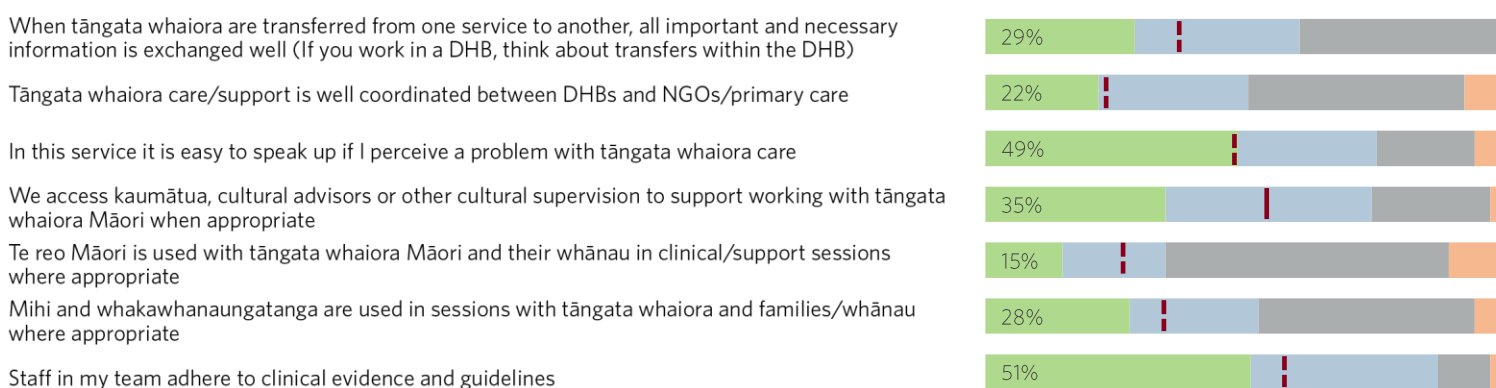 When tāngata whaiora are transferred from one service to another, all important and necessary
information is exchanged well (If you work in a DHB, think about transfers within the DHB)
29%
Tāngata whaiora care/support is well coordinated between DHBs and NGOs/primary care
22%
In this service it is easy to speak up if I perceive a problem with tāngata whaiora care
49%
We access kaumātua, cultural advisors or other cultural supervision to support working with tāngata
whaiora Māori when appropriate
35%
Te reo Māori is used with tāngata whaiora Māori and their whānau in clinical/support sessions
where appropriate
15%
Mihi and whakawhanaungatanga are used in sessions with tāngata whaiora and families/whānau
where appropriate
28%
Staff in my team adhere to clinical evidence and guidelines
51%